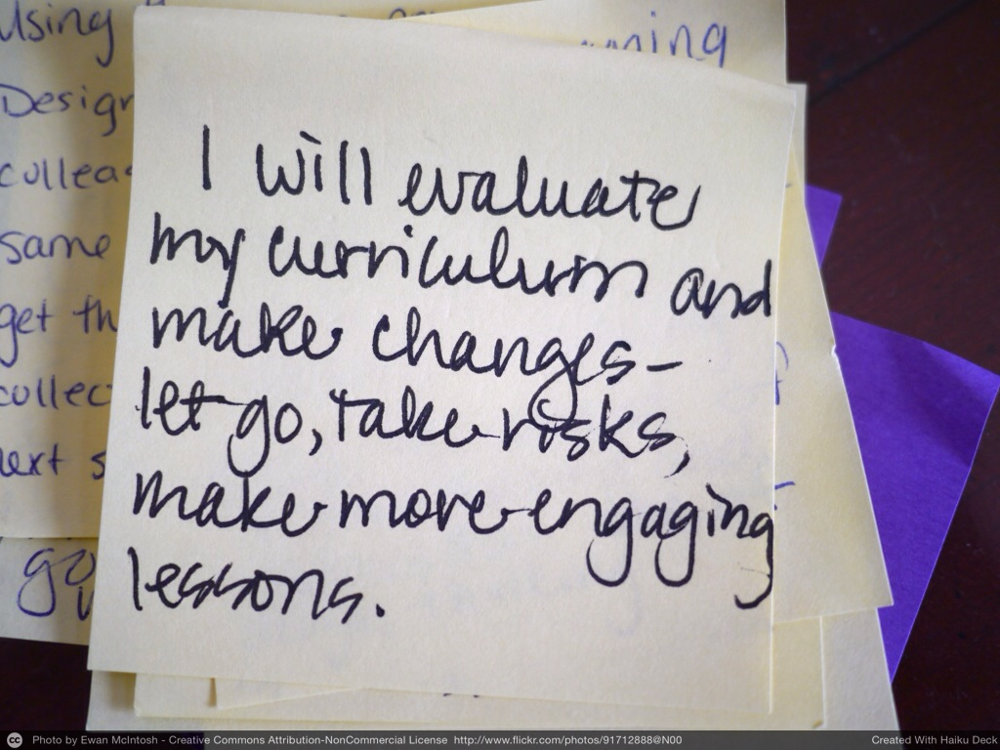 Using
ning
Design
collea
same
get th
collec
next s
go
I will evaluate
my curriculum and
make changes-
let go, take risks,
make more engaging
lessons.
Photo by Ewan McIntosh - Creative Commons Attribution-NonCommercial License http://www.flickr.com/photos/91712888@N00
Created With Haiku Deck